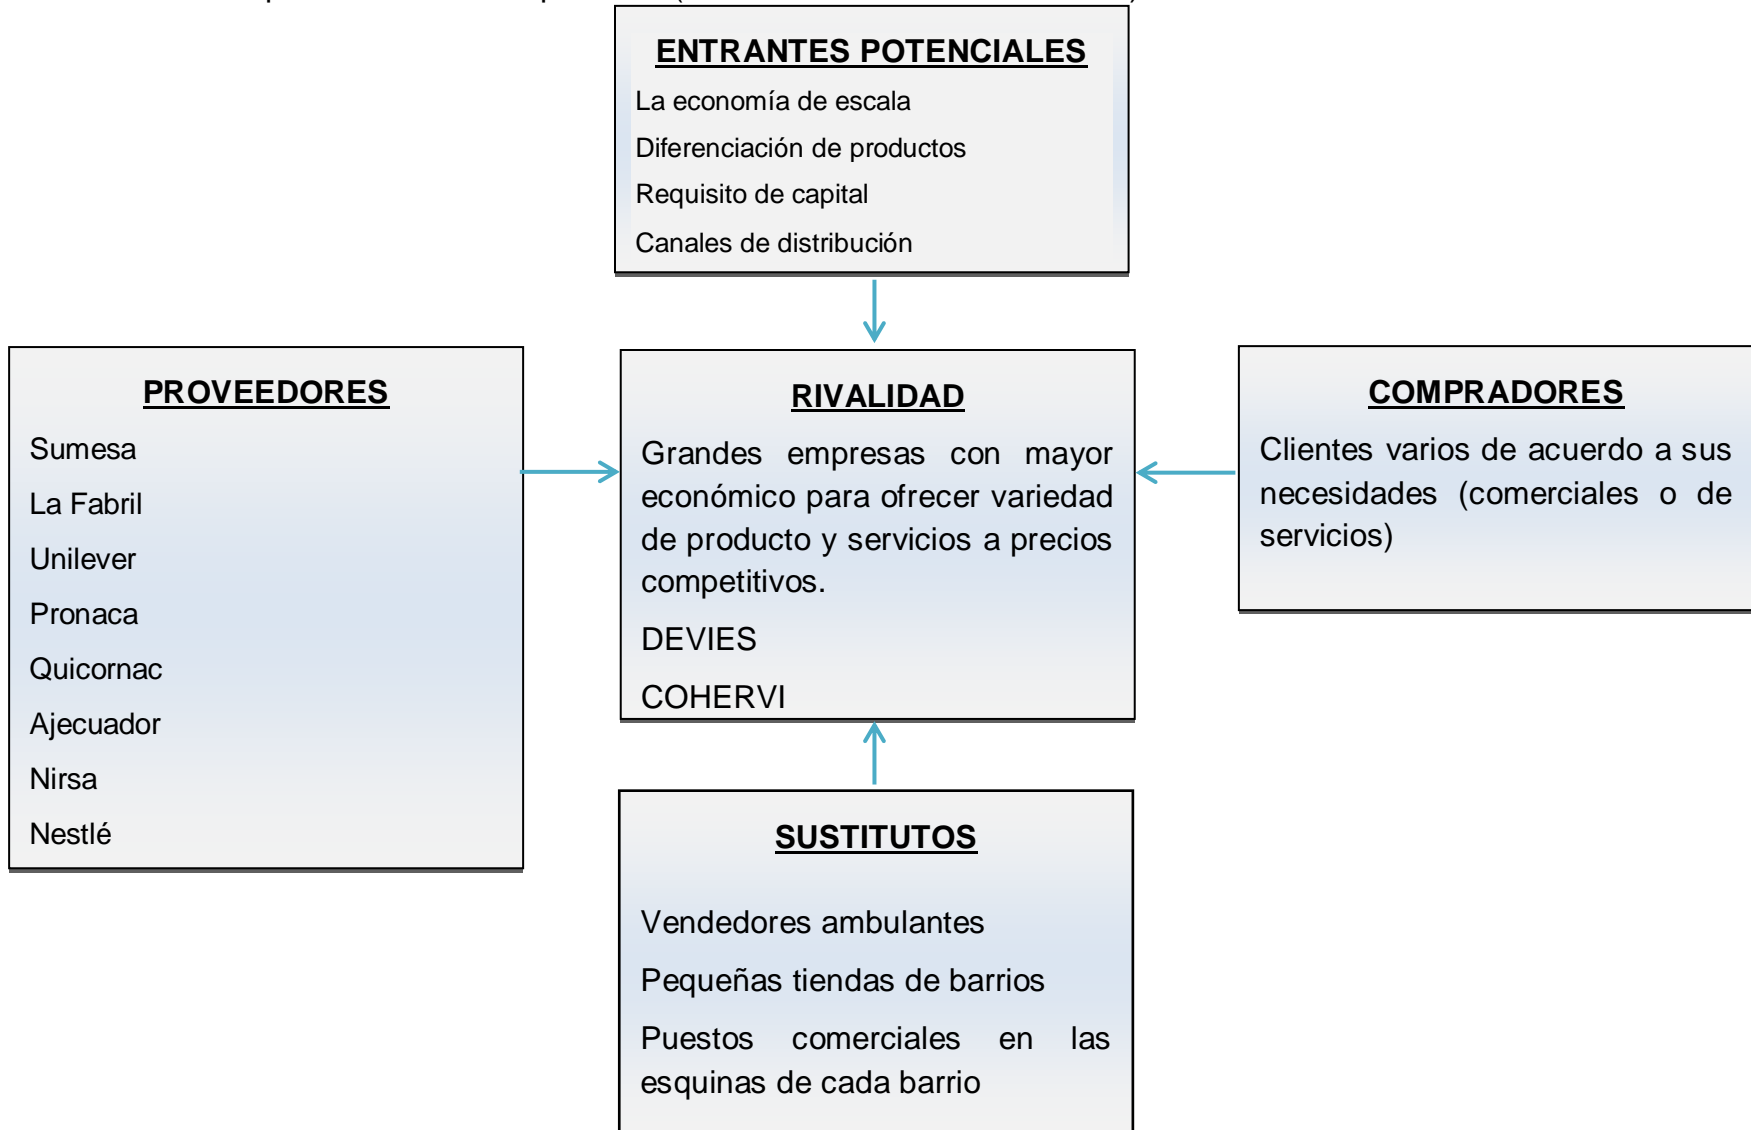 ENTRANTES POTENCIALES
La economía de escala
Diferenciación de productos
Requisito de capital
Canales de distribución
PROVEEDORES
Sumesa
La Fabril
Unilever
Pronaca
Quicornac
Ajecuador
Nirsa
Nestlé
RIVALIDAD
Grandes empresas con mayor
económico para ofrecer variedad
de producto y servicios a precios
competitivos.
DEVIES
COHERVI
COMPRADORES
Clientes varios de acuerdo a sus
necesidades (comerciales o de
servicios)
SUSTITUTOS
Vendedores ambulantes
Pequeñas tiendas de barrios
Puestos comerciales en las
esquinas de cada barrio